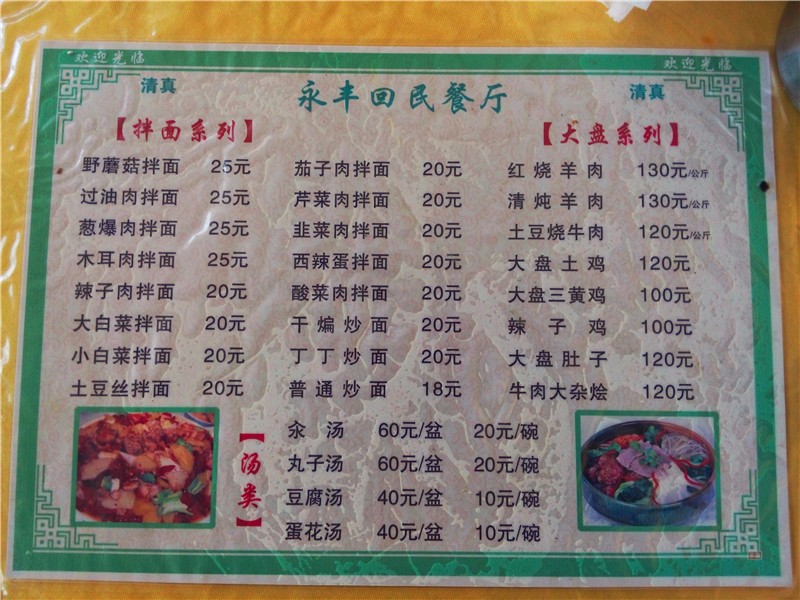 欢迎光临
欢迎光临
清真
永丰回民餐厅
清真
【拌面系列】
野蘑菇拌面 25元
过油肉拌面 25元
葱爆肉拌面 25元
木耳肉拌面 25元
辣子肉拌面 20元
大白菜拌面 20元
小白菜拌面 20元
土豆丝拌面 20元
茄子肉拌面 20元
芹菜肉拌面 20元
韭菜肉拌面 20元
西辣蛋拌面 20元
酸菜肉拌面 20元
干煸炒面 20元
丁丁炒面 20元
普通炒面 18元
【大盘系列】
红烧羊肉 130元/公斤
清炖羊肉 130元/公斤
土豆烧牛肉 120元/公斤
大盘土鸡 120元
大盘三黄鸡 100元
辣子鸡 100元
大盘肚子 120元
牛肉大杂烩 120元
【汤类】
汆汤 60元/盆 20元/碗
丸子汤 60元/盆 20元/碗
豆腐汤 40元/盆 10元/碗
蛋花汤 40元/盆 10元/碗